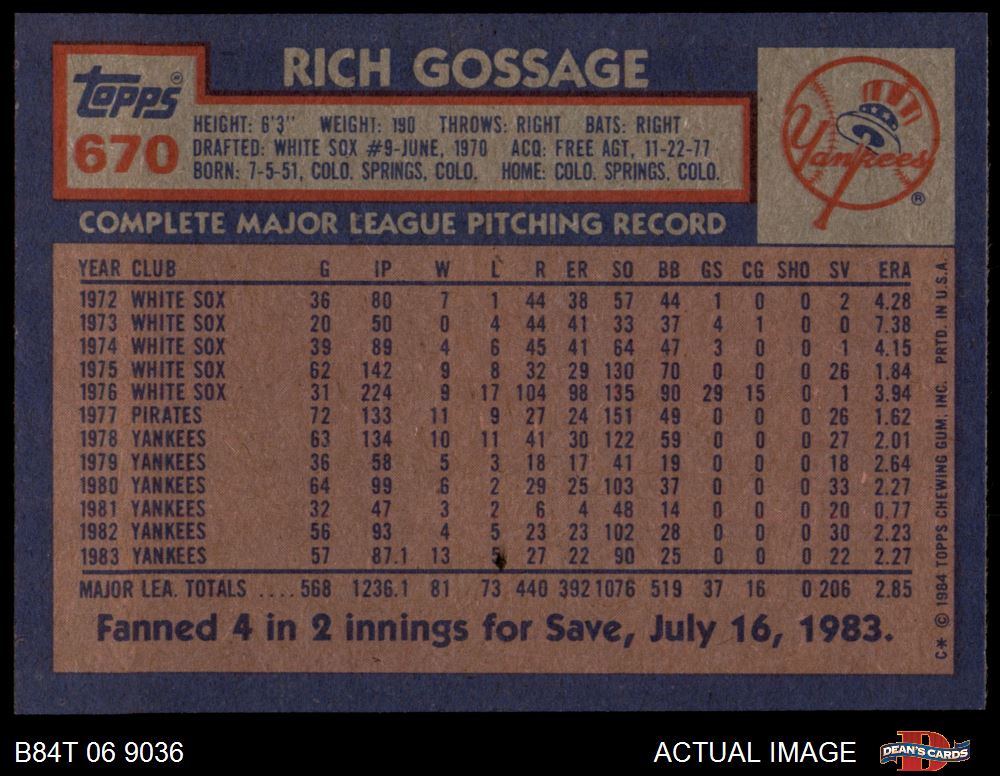 RICH GOSSAGE
Topps®
670
HEIGHT: 6'3" WEIGHT: 190 THROWS: RIGHT BATS: RIGHT
DRAFTED: WHITE SOX #9-JUNE, 1970 ACQ: FREE AGT, 11-22-77
BORN: 7-5-51, COLO. SPRINGS, COLO. HOME: COLO. SPRINGS, COLO.
Yankees
®
COMPLETE MAJOR LEAGUE PITCHING RECORD
YEAR CLUB G IP W L R ER SO BB GS CG SHO SV ERA
1972 WHITE SOX 36 80 7 1 44 38 57 44 1 0 0 2 4.28
1973 WHITE SOX 20 50 0 4 44 41 33 37 4 1 0 0 7.38
1974 WHITE SOX 39 89 4 6 45 41 64 47 3 0 0 1 4.15
1975 WHITE SOX 62 142 9 8 32 29 130 70 0 0 0 26 1.84
1976 WHITE SOX 31 224 9 17 104 98 135 90 29 15 0 1 3.94
1977 PIRATES 72 133 11 9 27 24 151 49 0 0 0 26 1.62
1978 YANKEES 63 134 10 11 41 30 122 59 0 0 0 27 2.01
1979 YANKEES 36 58 5 3 18 17 41 19 0 0 0 18 2.64
1980 YANKEES 64 99 6 2 29 25 103 37 0 0 0 33 2.27
1981 YANKEES 32 47 3 2 6 4 48 14 0 0 0 20 0.77
1982 YANKEES 56 93 4 5 23 23 102 28 0 0 0 30 2.23
1983 YANKEES 57 87.1 13 5 27 22 90 25 0 0 0 22 2.27
MAJOR LEA. TOTALS .... 568 1236.1 81 73 440 392 1076 519 37 16 0 206 2.85
Fanned 4 in 2 innings for Save, July 16, 1983.
C* © 1984 TOPPS CHEWING GUM, INC. PRTD. IN U.S.A.
B84T 06 9036
ACTUAL IMAGE
DEAN'S CARDS